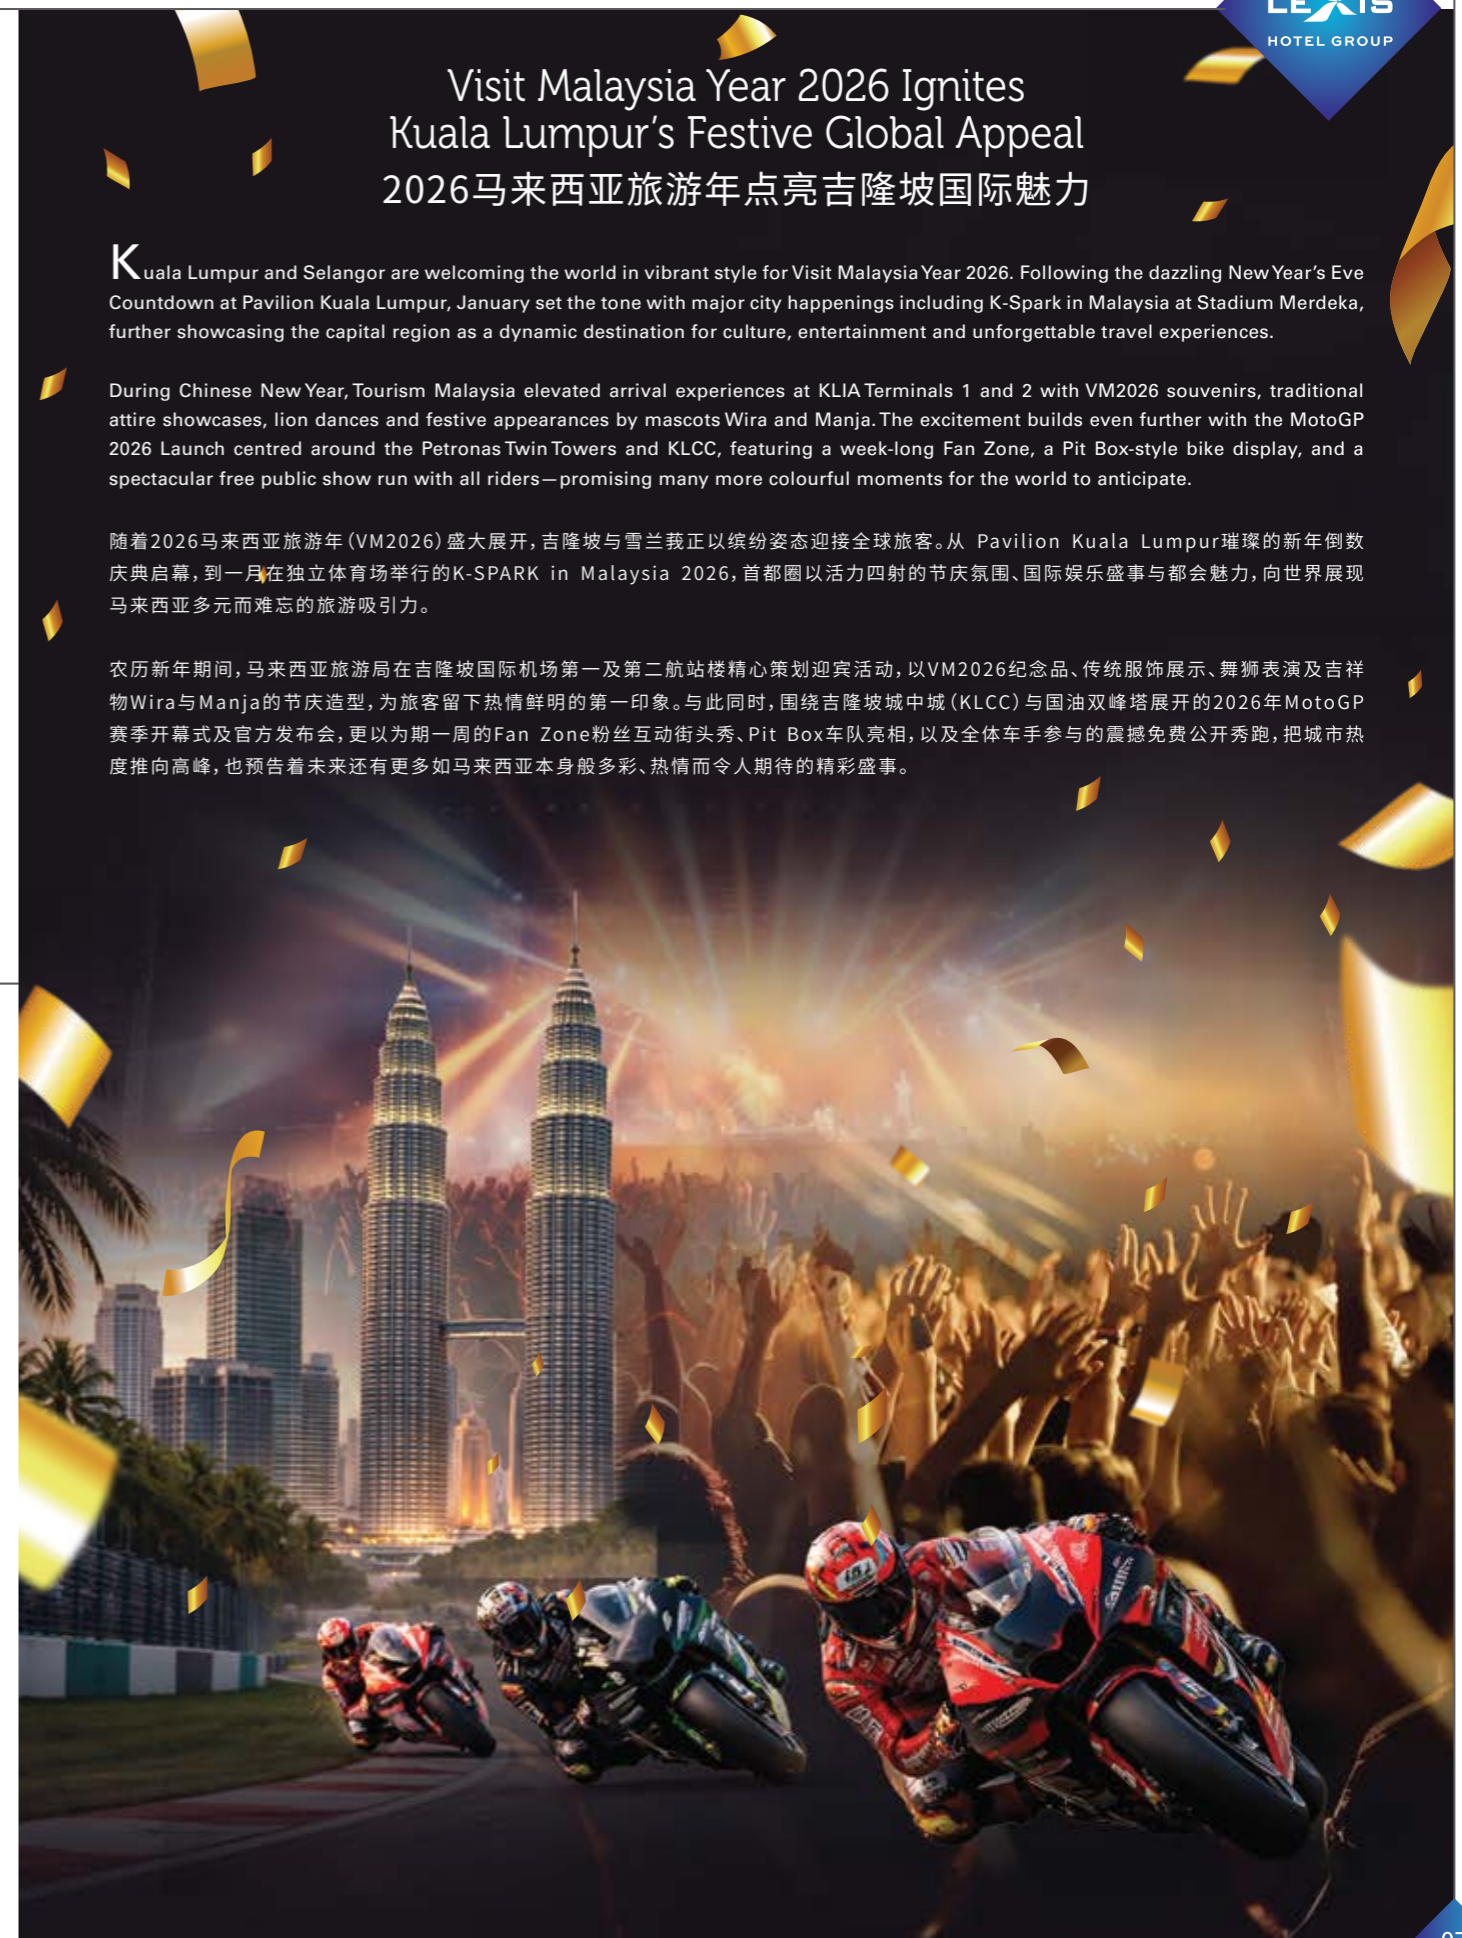 LEXIS
HOTEL GROUP
Visit Malaysia Year 2026 Ignites
Kuala Lumpur’s Festive Global Appeal
2026马来西亚旅游年点亮吉隆坡国际魅力
Kuala Lumpur and Selangor are welcoming the world in vibrant style for Visit Malaysia Year 2026. Following the dazzling New Year’s Eve
Countdown at Pavilion Kuala Lumpur, January set the tone with major city happenings including K-Spark in Malaysia at Stadium Merdeka,
further showcasing the capital region as a dynamic destination for culture, entertainment and unforgettable travel experiences.
During Chinese New Year, Tourism Malaysia elevated arrival experiences at KLIA Terminals 1 and 2 with VM2026 souvenirs, traditional
attire showcases, lion dances and festive appearances by mascots Wira and Manja. The excitement builds even further with the MotoGP
2026 Launch centred around the Petronas Twin Towers and KLCC, featuring a week-long Fan Zone, a Pit Box-style bike display, and a
spectacular free public show run with all riders—promising many more colourful moments for the world to anticipate.
随着2026马来西亚旅游年（VM2026）盛大展开，吉隆坡与雪兰莪正以缤纷姿态迎接全球旅客。从 Pavilion Kuala Lumpur璀璨的新年倒数
庆典启幕，到一月在独立体育场举行的K-SPARK in Malaysia 2026，首都圈以活力四射的节庆氛围、国际娱乐盛事与都会魅力，向世界展现
马来西亚多元而难忘的旅游吸引力。
农历新年期间，马来西亚旅游局在吉隆坡国际机场第一及第二航站楼精心策划迎宾活动，以VM2026纪念品、传统服饰展示、舞狮表演及吉祥
物Wira与Manja的节庆造型，为旅客留下热情鲜明的第一印象。与此同时，围绕吉隆坡城中城（KLCC）与国油双峰塔展开的2026年MotoGP
赛季开幕式及官方发布会，更以为期一周的Fan Zone粉丝互动街头秀、Pit Box车队亮相，以及全体车手参与的震撼免费公开秀跑，把城市热
度推向高峰，也预告着未来还有更多如马来西亚本身般多彩、热情而令人期待的精彩盛事。